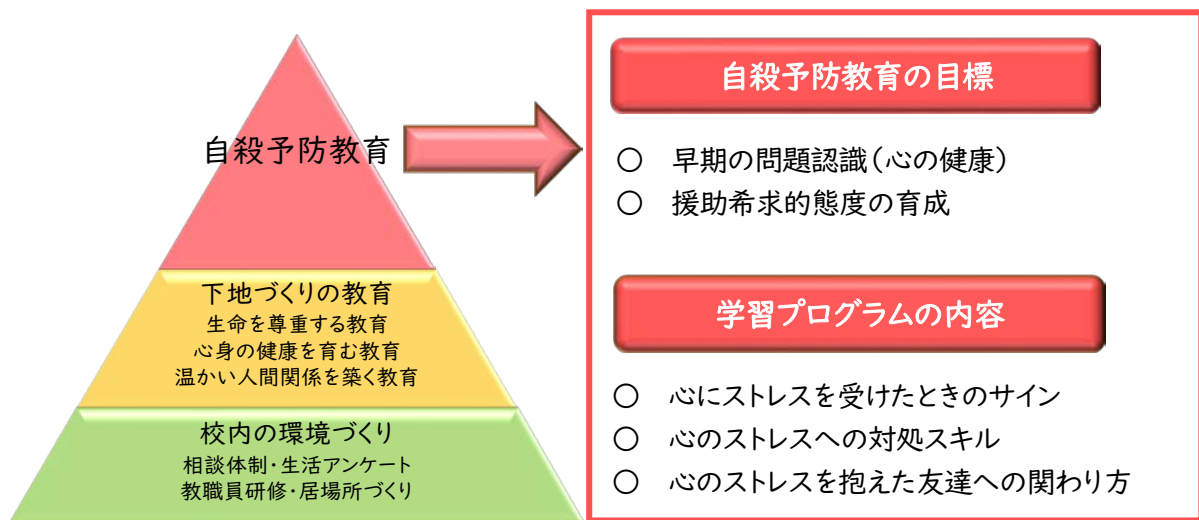 自殺予防教育
下地づくりの教育
生命を尊重する教育
心身の健康を育む教育
温かい人間関係を築く教育
校内の環境づくり
相談体制・生活アンケート
教職員研修・居場所づくり
自殺予防教育の目標
○ 早期の問題認識(心の健康)
○ 援助希求的態度の育成
学習プログラムの内容
○ 心にストレスを受けたときのサイン
○ 心のストレスへの対処スキル
○ 心のストレスを抱えた友達への関わり方